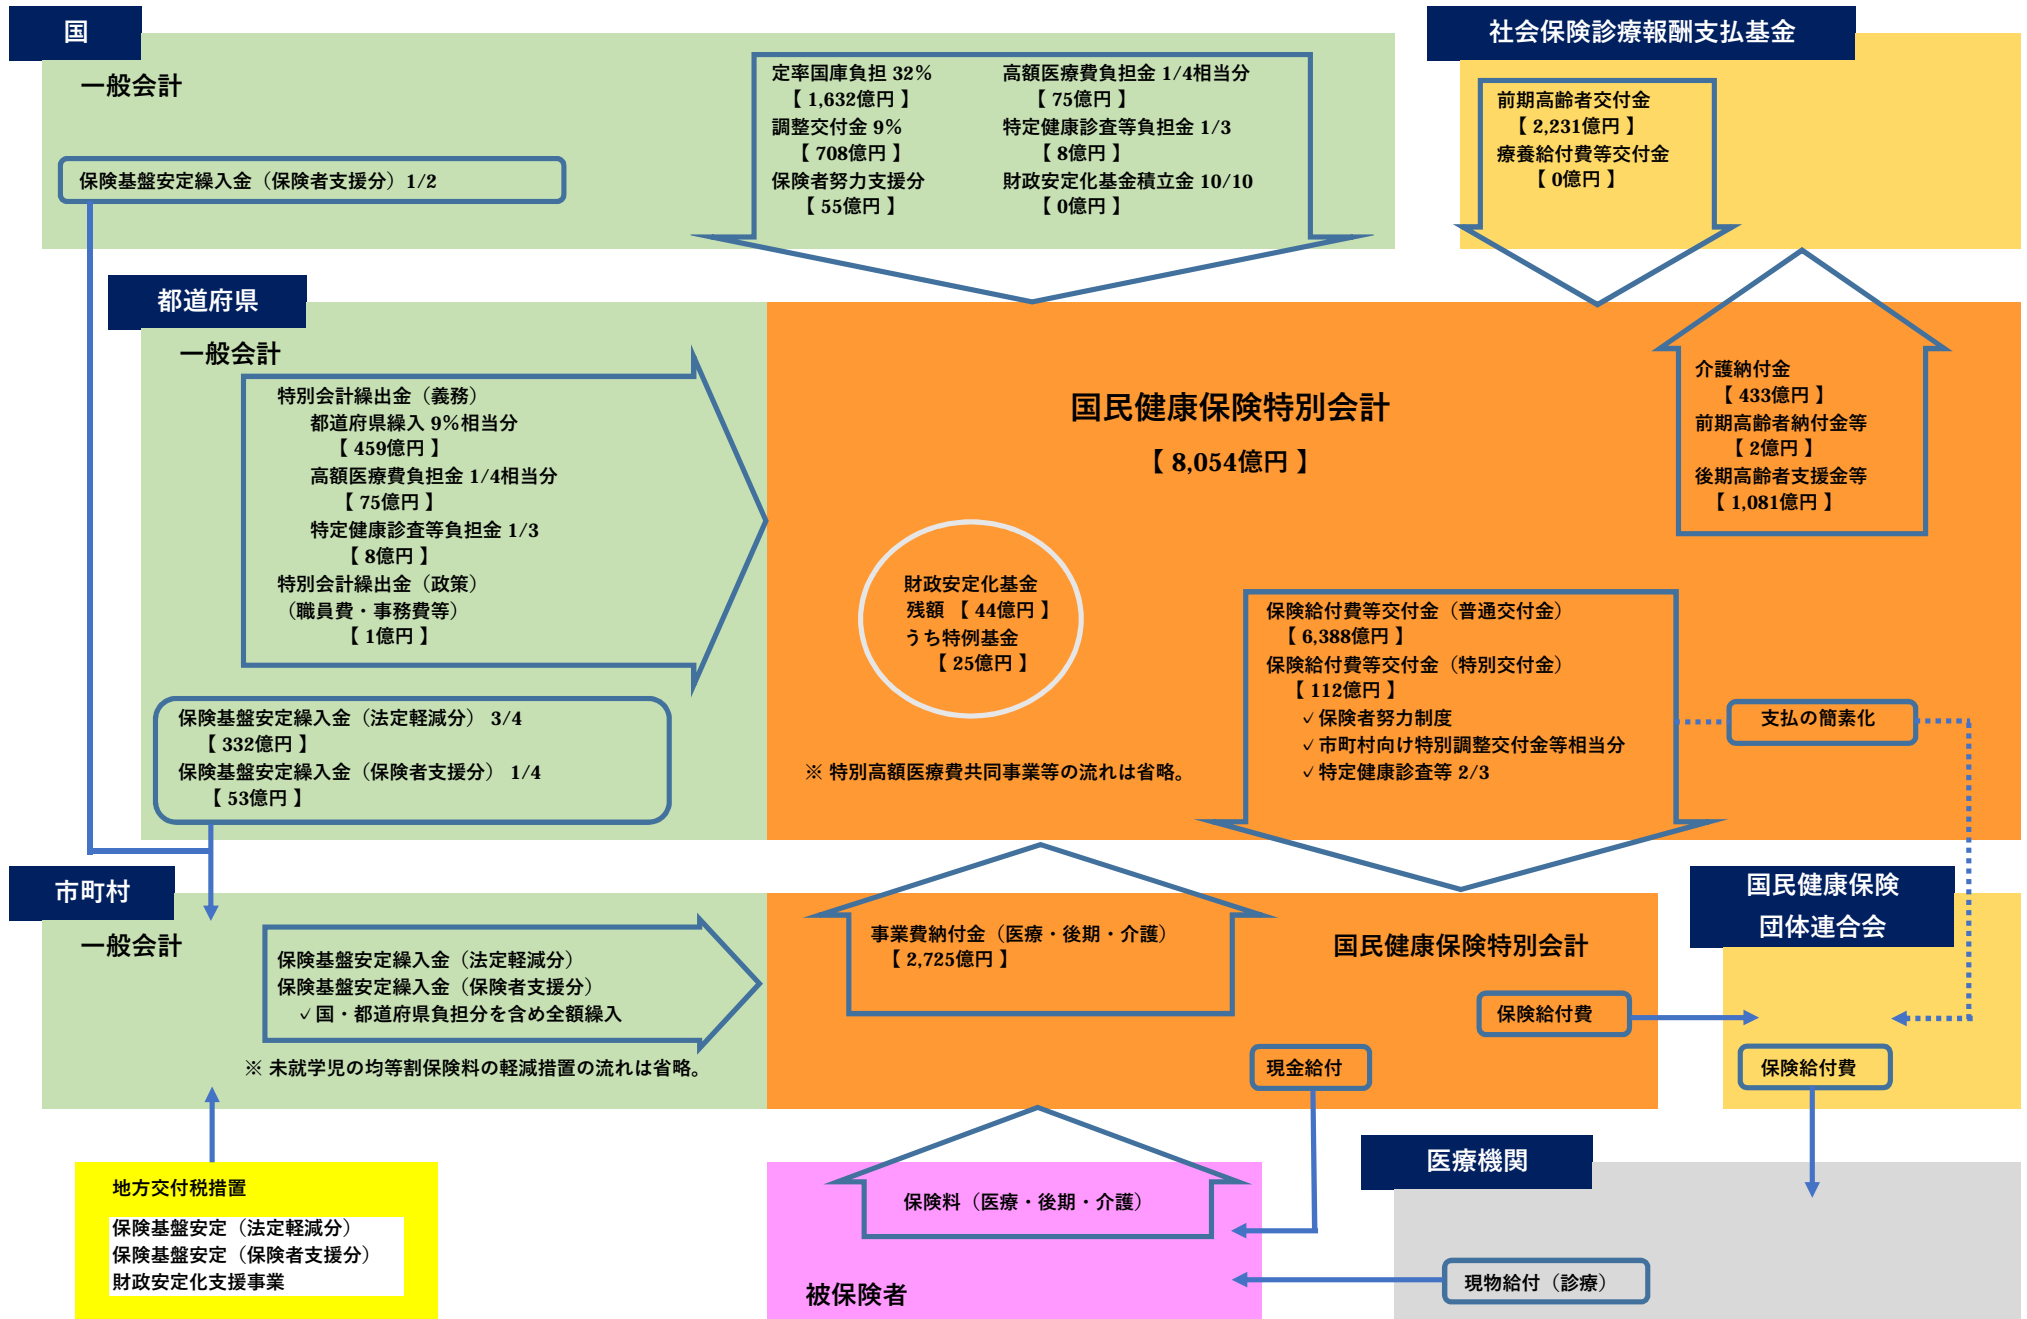 国
一般会計
保険基盤安定繰入金（保険者支援分）1/2
定率国庫負担 32%
【 1,632億円 】
調整交付金 9%
【 708億円 】
保険者努力支援分
【 55億円 】
高額医療費負担金 1/4相当分
【 75億円 】
特定健康診査等負担金 1/3
【 8億円 】
財政安定化基金積立金 10/10
【 0億円 】
社会保険診療報酬支払基金
前期高齢者交付金
【 2,231億円 】
療養給付費等交付金
【 0億円 】
都道府県
一般会計
特別会計繰出金（義務）
都道府県繰入 9%相当分
【 459億円 】
高額医療費負担金 1/4相当分
【 75億円 】
特定健康診査等負担金 1/3
【 8億円 】
特別会計繰出金（政策）
（職員費・事務費等）
【 1億円 】
保険基盤安定繰入金（法定軽減分） 3/4
【 332億円 】
保険基盤安定繰入金（保険者支援分） 1/4
【 53億円 】
国民健康保険特別会計
【 8,054億円 】
財政安定化基金
残額 【 44億円 】
うち特例基金
【 25億円 】
※ 特別高額医療費共同事業等の流れは省略。
介護納付金
【 433億円 】
前期高齢者納付金等
【 2億円 】
後期高齢者支援金等
【 1,081億円 】
保険給付費等交付金（普通交付金）
【 6,388億円 】
保険給付費等交付金（特別交付金）
【 112億円 】
✓保険者努力制度
✓市町村向け特別調整交付金等相当分
✓特定健康診査等 2/3
支払の簡素化
市町村
一般会計
保険基盤安定繰入金（法定軽減分）
保険基盤安定繰入金（保険者支援分）
✓国・都道府県負担分を含め全額繰入
※ 未就学児の均等割保険料の軽減措置の流れは省略。
事業費納付金（医療・後期・介護）
【 2,725億円 】
国民健康保険特別会計
保険給付費
現金給付
国民健康保険
団体連合会
保険給付費
地方交付税措置
保険基盤安定（法定軽減分）
保険基盤安定（保険者支援分）
財政安定化支援事業
保険料（医療・後期・介護）
被保険者
医療機関
現物給付（診療）